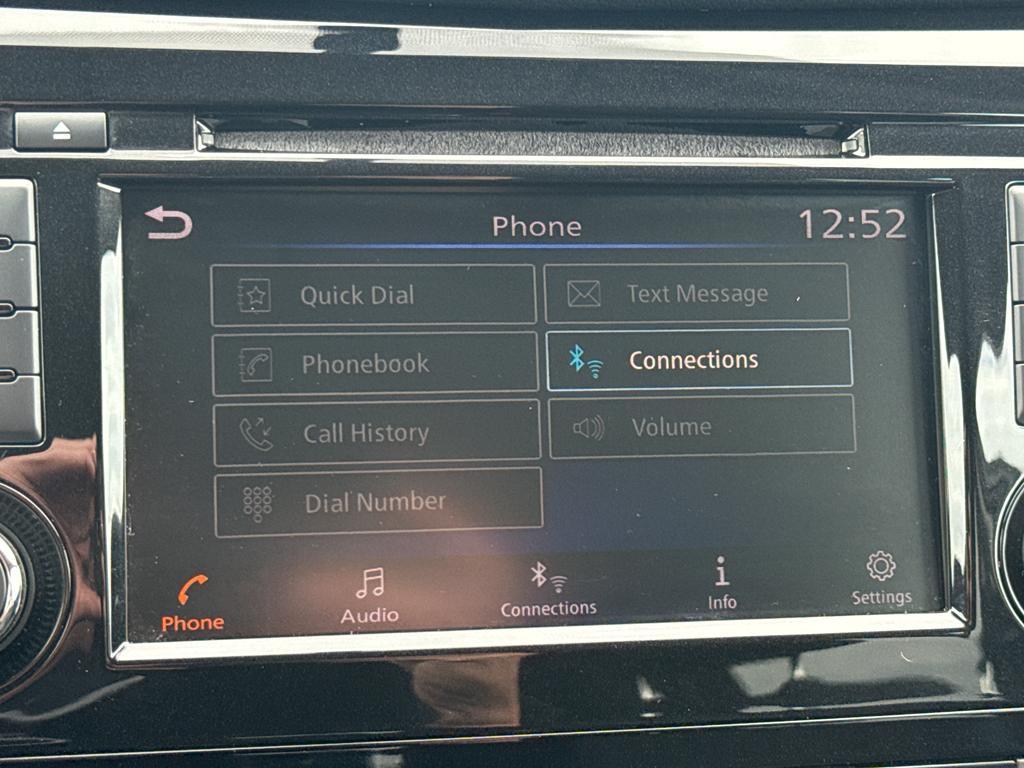 Phone
12:52
Quick Dial
Text Message
Phonebook
Connections
Call History
Volume
Dial Number
Phone
Audio
Connections
Info
Settings